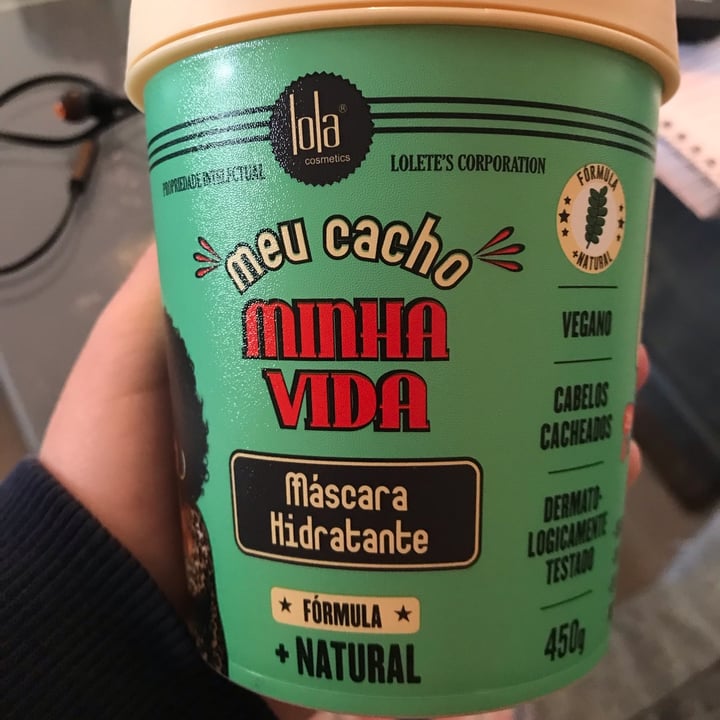 lola®
cosmetics
PROPRIEDADE INTELECTUAL
LOLETE'S CORPORATION
FÓRMULA
+NATURAL
meu cacho
MINHA
VIDA
VEGANO
CABELOS
CACHEADOS
Máscara
Hidratante
DERMATO-
LOGICAMENTE
TESTADO
FÓRMULA
+ NATURAL
450g